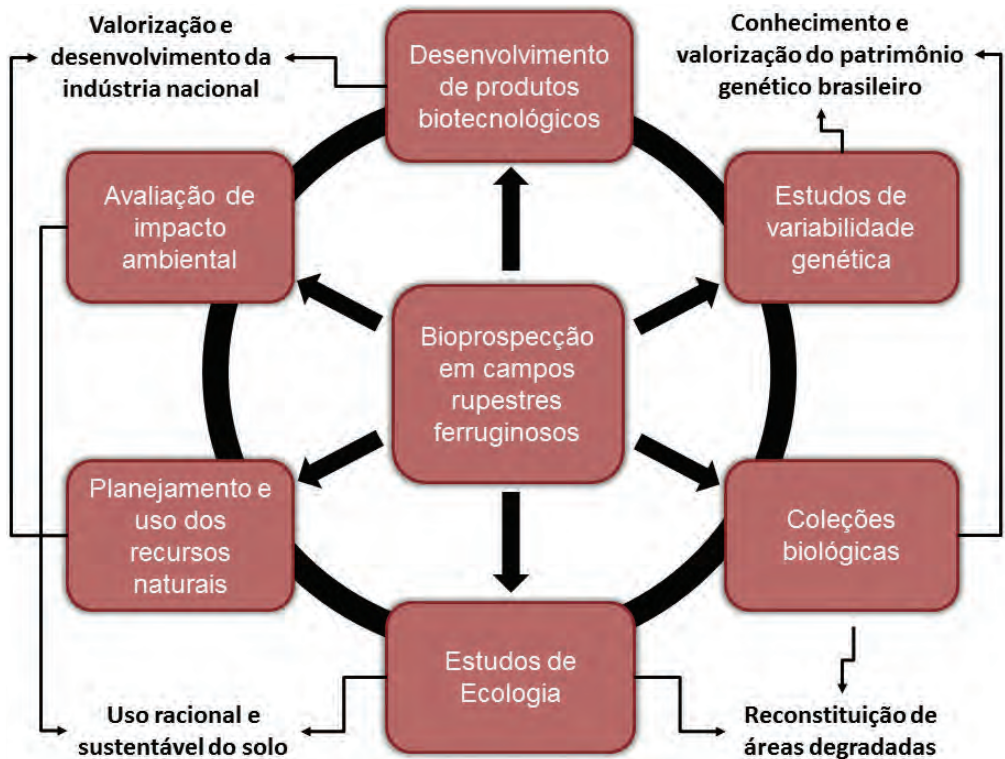 Valorização e
desenvolvimento da
indústria nacional
Desenvolvimento
de produtos
biotecnológicos
Conhecimento e
valorização do patrimônio
genético brasileiro
Avaliação de
impacto
ambiental
Estudos de
variabilidade
genética
Bioprospecção
em campos
rupestres
ferruginosos
Planejamento e
uso dos
recursos
naturais
Coleções
biológicas
Estudos de
Ecologia
Uso racional e
sustentável do solo
Reconstituição de
áreas degradadas